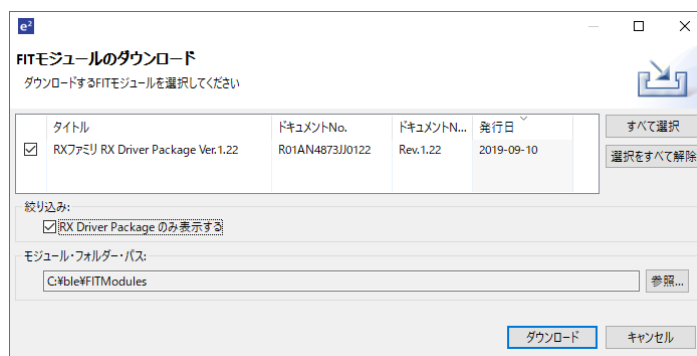 e²
FITモジュールのダウンロード
ダウンロードするFITモジュールを選択してください
タイトル ドキュメントNo. ドキュメントN... 発行日
RXファミリ RX Driver Package Ver.1.22 R01AN4873JJ0122 Rev.1.22 2019-09-10
すべて選択
選択をすべて解除
絞り込み:
RX Driver Package のみ表示する
モジュール・フォルダー・パス:
C:¥ble¥FITModules
参照...
ダウンロード キャンセル